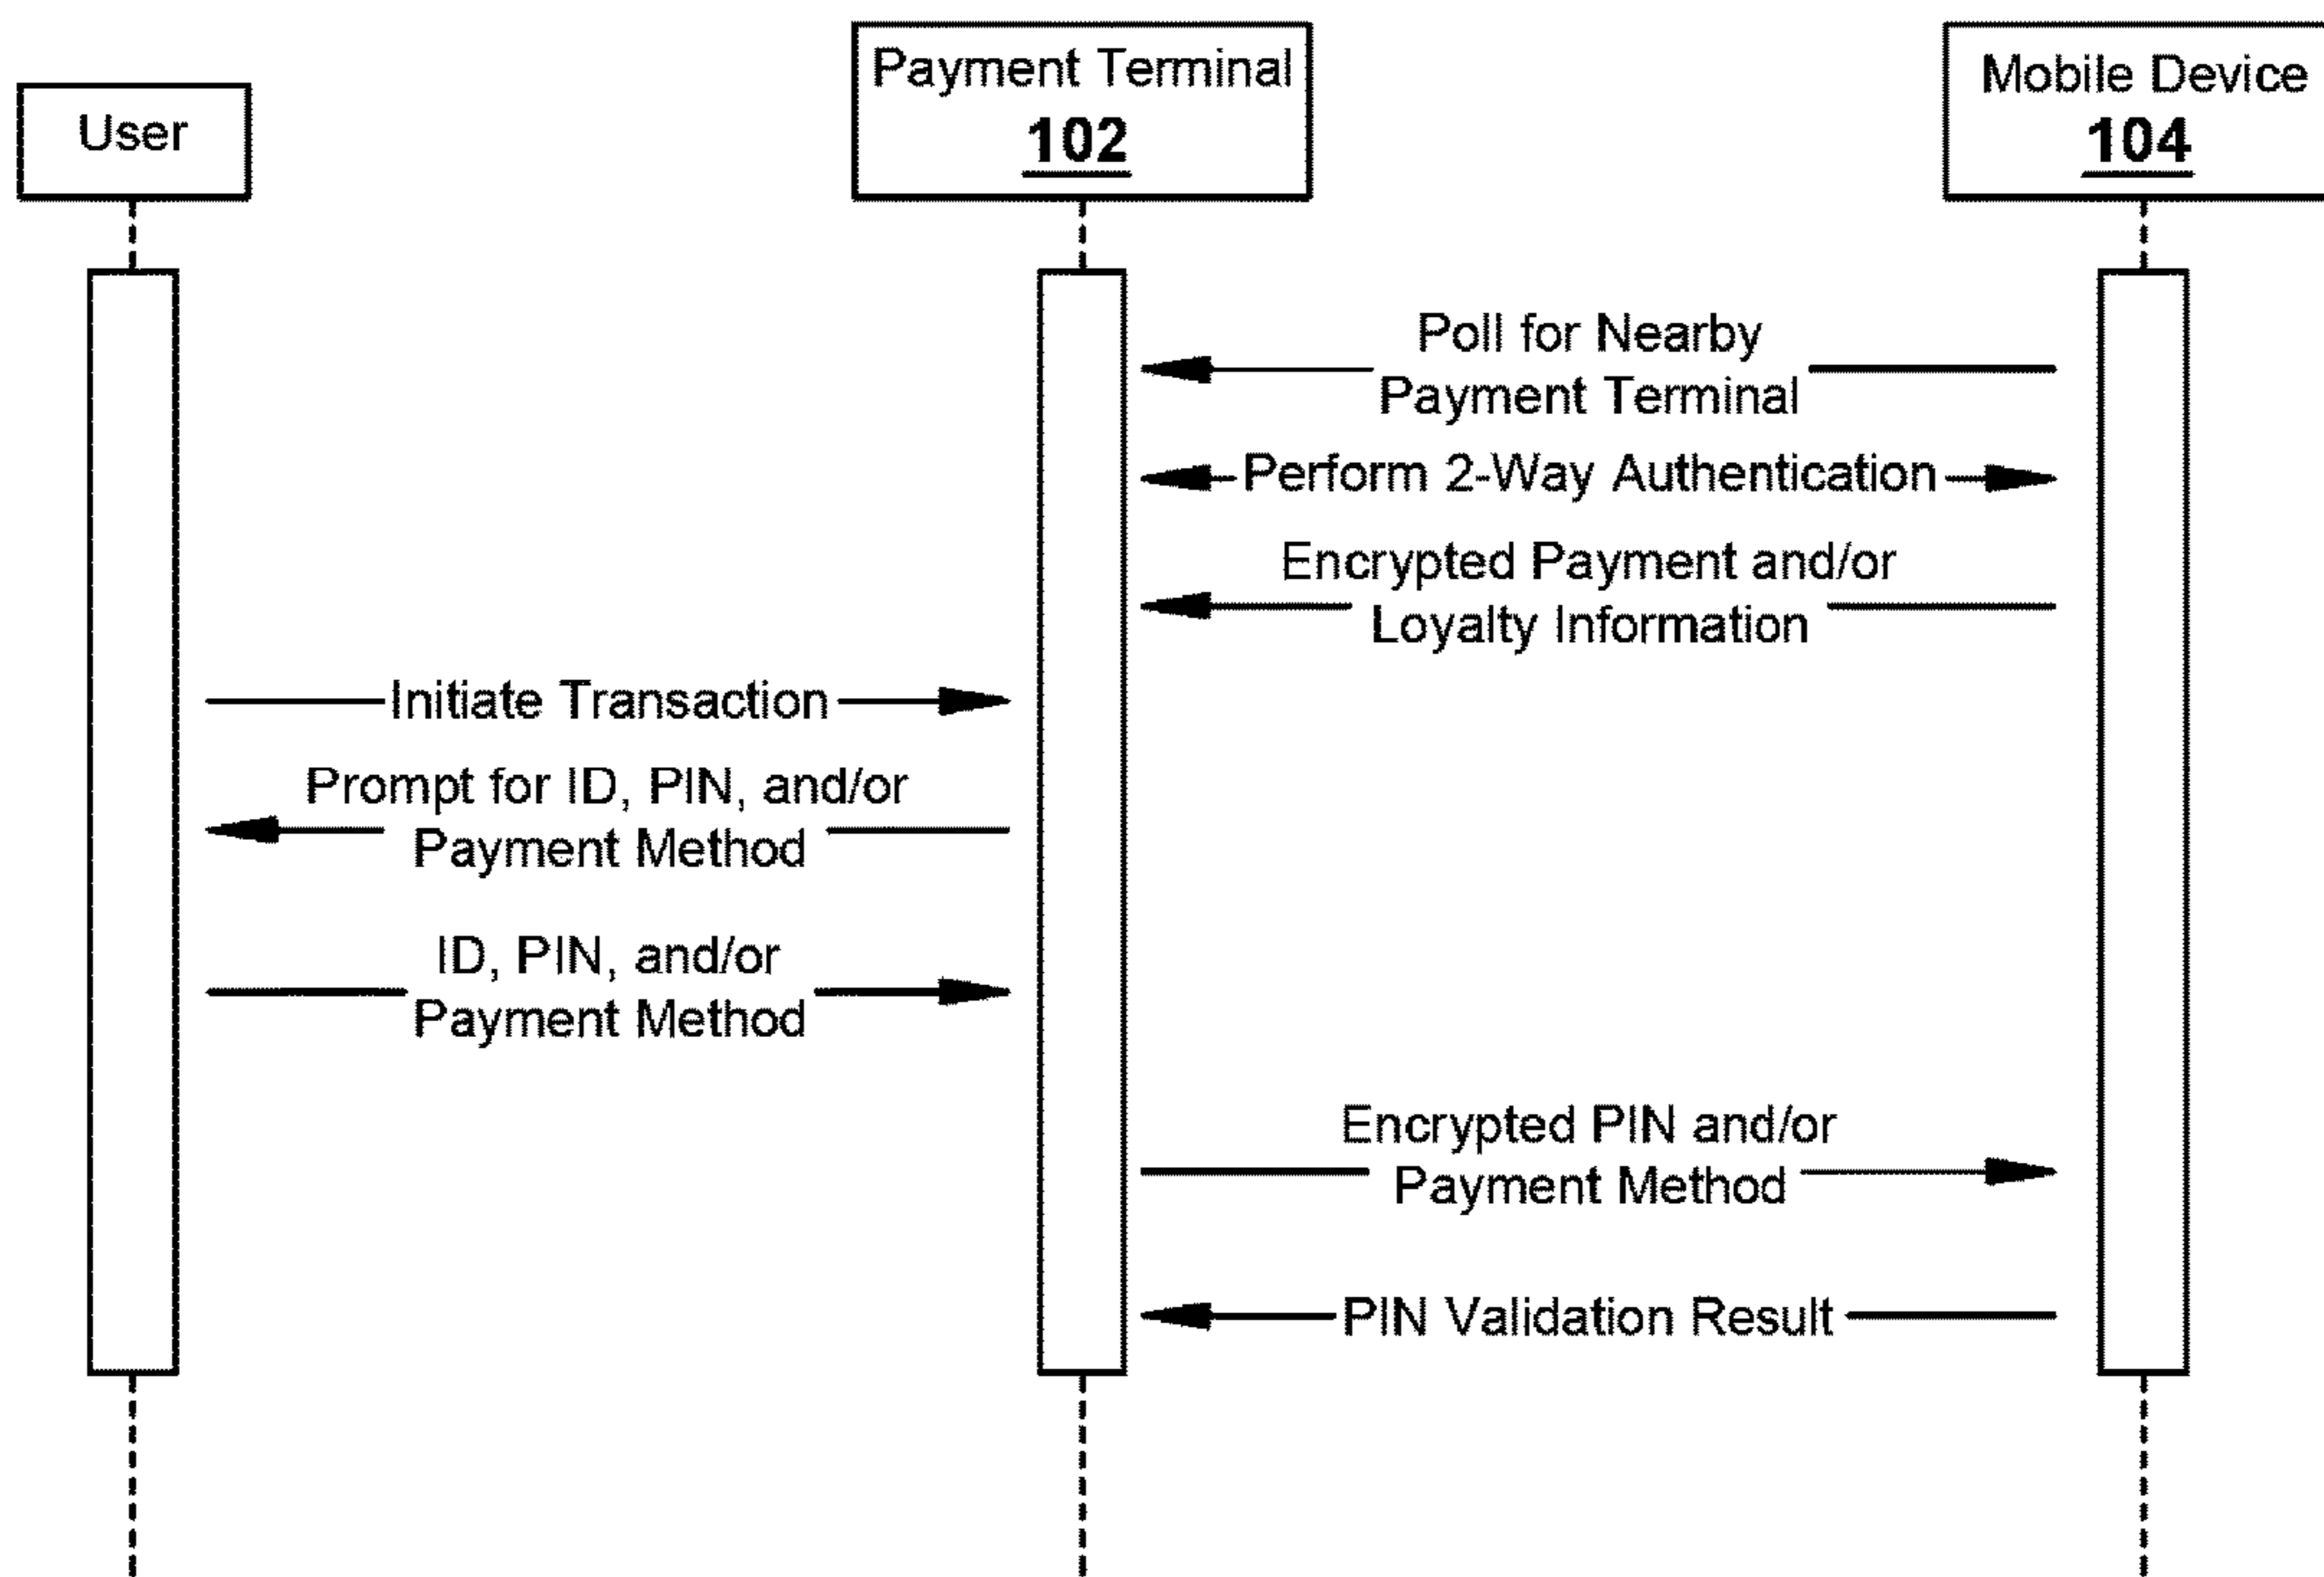 User
Payment Terminal
102
Mobile Device
104
Poll for Nearby
Payment Terminal
Perform 2-Way Authentication
Encrypted Payment and/or
Loyalty Information
Initiate Transaction
Prompt for ID, PIN, and/or
Payment Method
ID, PIN, and/or
Payment Method
Encrypted PIN and/or
Payment Method
PIN Validation Result